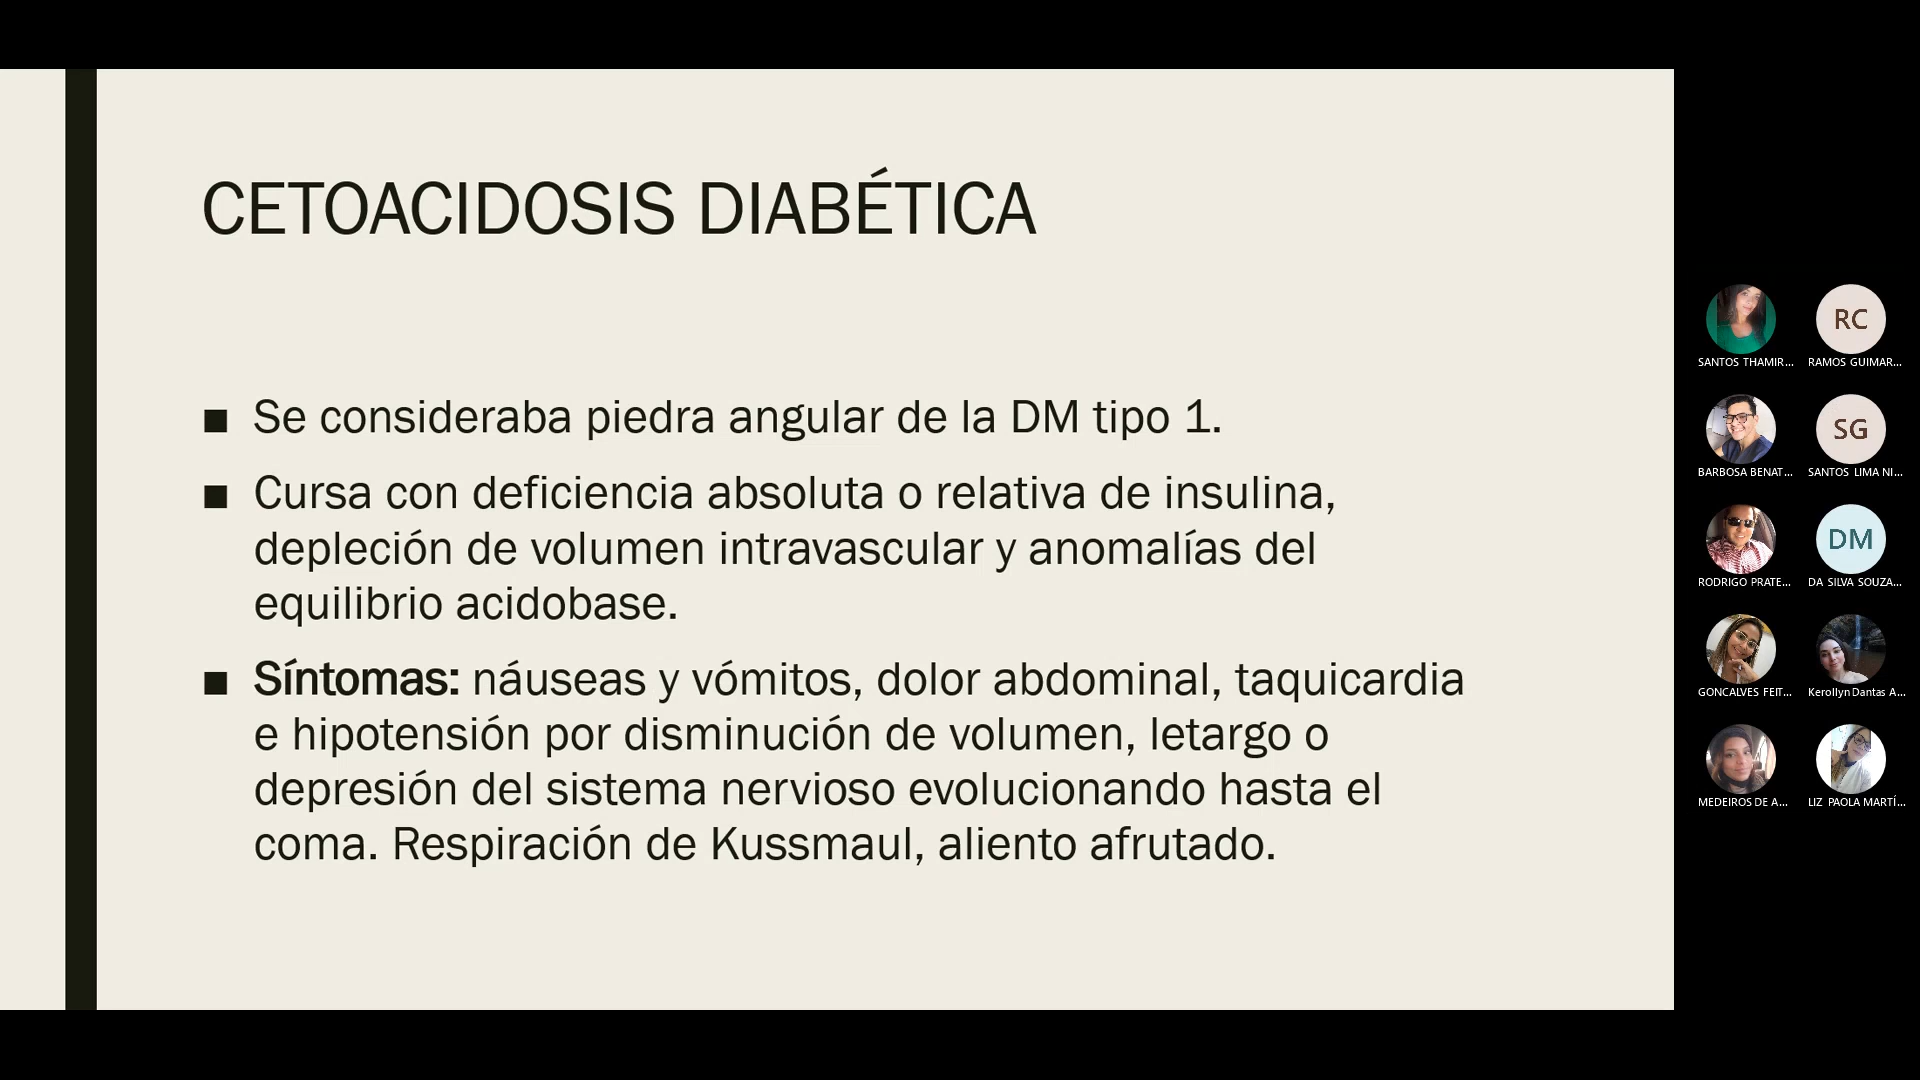 CETOACIDOSIS DIABÉTICA
■ Se consideraba piedra angular de la DM tipo 1.
■ Cursa con deficiencia absoluta o relativa de insulina,
depleción de volumen intravascular y anomalías del
equilibrio acidobase.
■ Síntomas: náuseas y vómitos, dolor abdominal, taquicardia
e hipotensión por disminución de volumen, letargo o
depresión del sistema nervioso evolucionando hasta el
coma. Respiración de Kussmaul, aliento afrutado.
RC
SANTOS THAMIR... RAMOS GUIMAR...
SG
BARBOSA BENAT... SANTOS LIMA NI...
DM
RODRIGO PRATE... DA SILVA SOUZA...
GONCALVES FEIT... Kerollyn Dantas A...
MEDEIROS DE A... LIZ PAOLA MARTÍ...